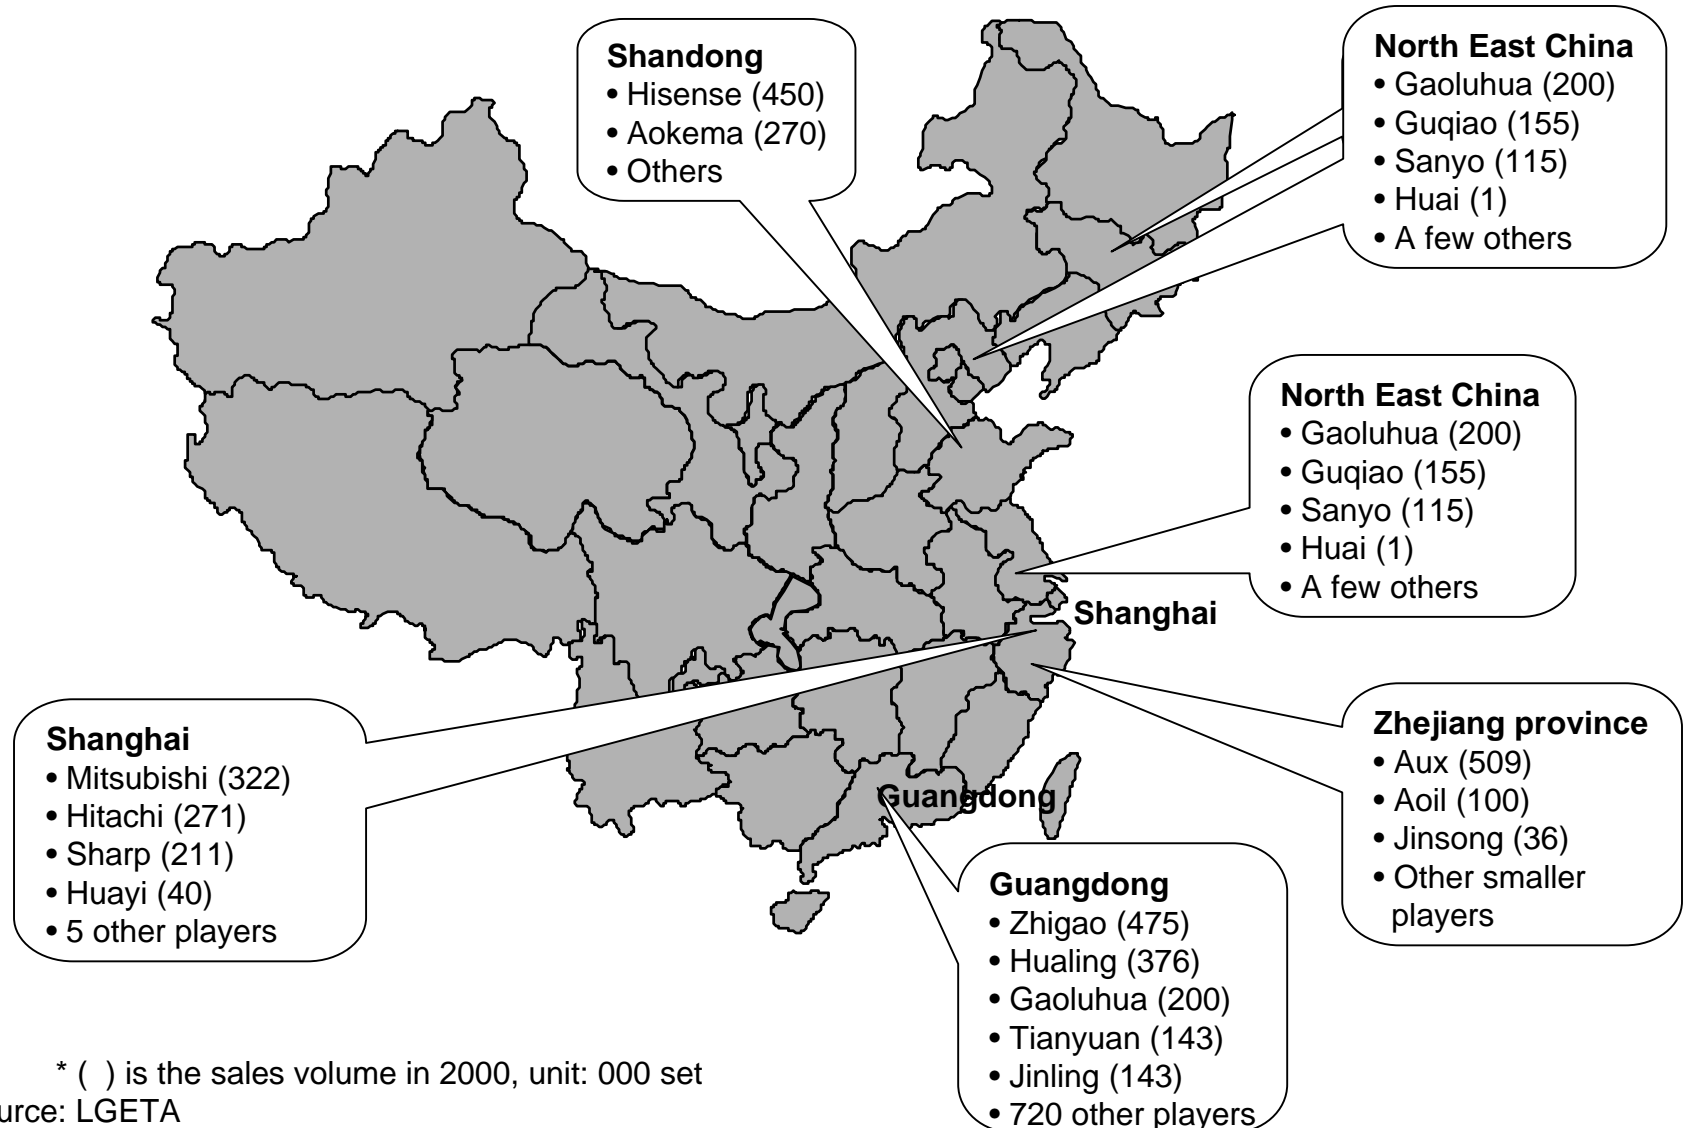 Shandong
• Hisense (450)
• Aokema (270)
• Others
North East China
• Gaoluhua (200)
• Guqiao (155)
• Sanyo (115)
• Huai (1)
• A few others
North East China
• Gaoluhua (200)
• Guqiao (155)
• Sanyo (115)
• Huai (1)
• A few others
Shanghai
Shanghai
• Mitsubishi (322)
• Hitachi (271)
• Sharp (211)
• Huayi (40)
• 5 other players
Zhejiang province
• Aux (509)
• Aoil (100)
• Jinsong (36)
• Other smaller
players
Guangdong
Guangdong
• Zhigao (475)
• Hualing (376)
• Gaoluhua (200)
• Tianyuan (143)
• Jinling (143)
• 720 other players
* ( ) is the sales volume in 2000, unit: 000 set
urce: LGETA